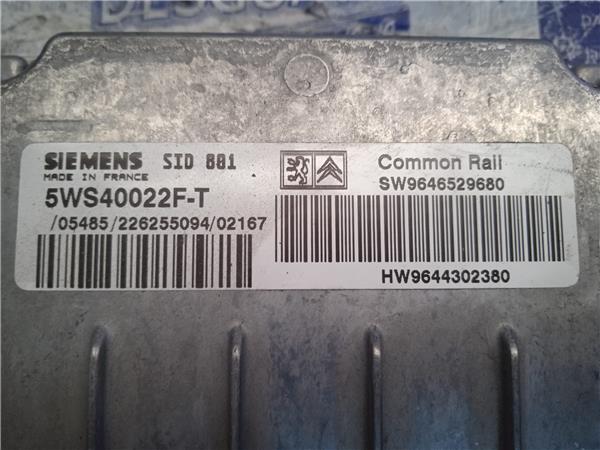 SIEMENS SID 801
MADE IN FRANCE
5WS40022F-T
/05485/226255094/02167
Common Rail
SW9646529680
HW9644302380